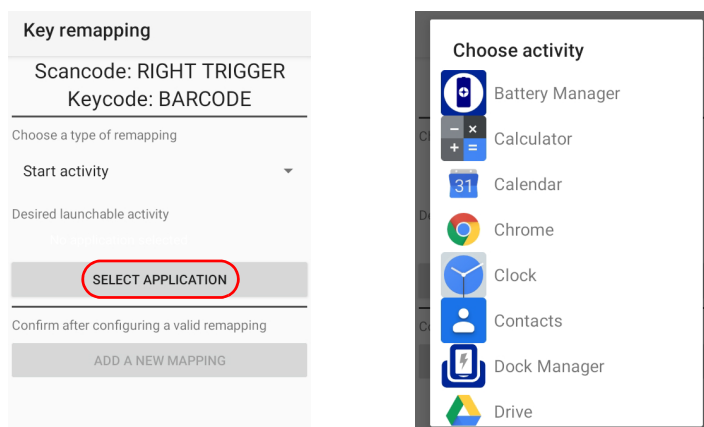 Key remapping
Scancode: RIGHT TRIGGER
Keycode: BARCODE
Choose a type of remapping
Start activity
Desired launchable activity
SELECT APPLICATION
Confirm after configuring a valid remapping
ADD A NEW MAPPING
Choose activity
Battery Manager
Calculator
31
Calendar
Chrome
Clock
Contacts
Dock Manager
Drive